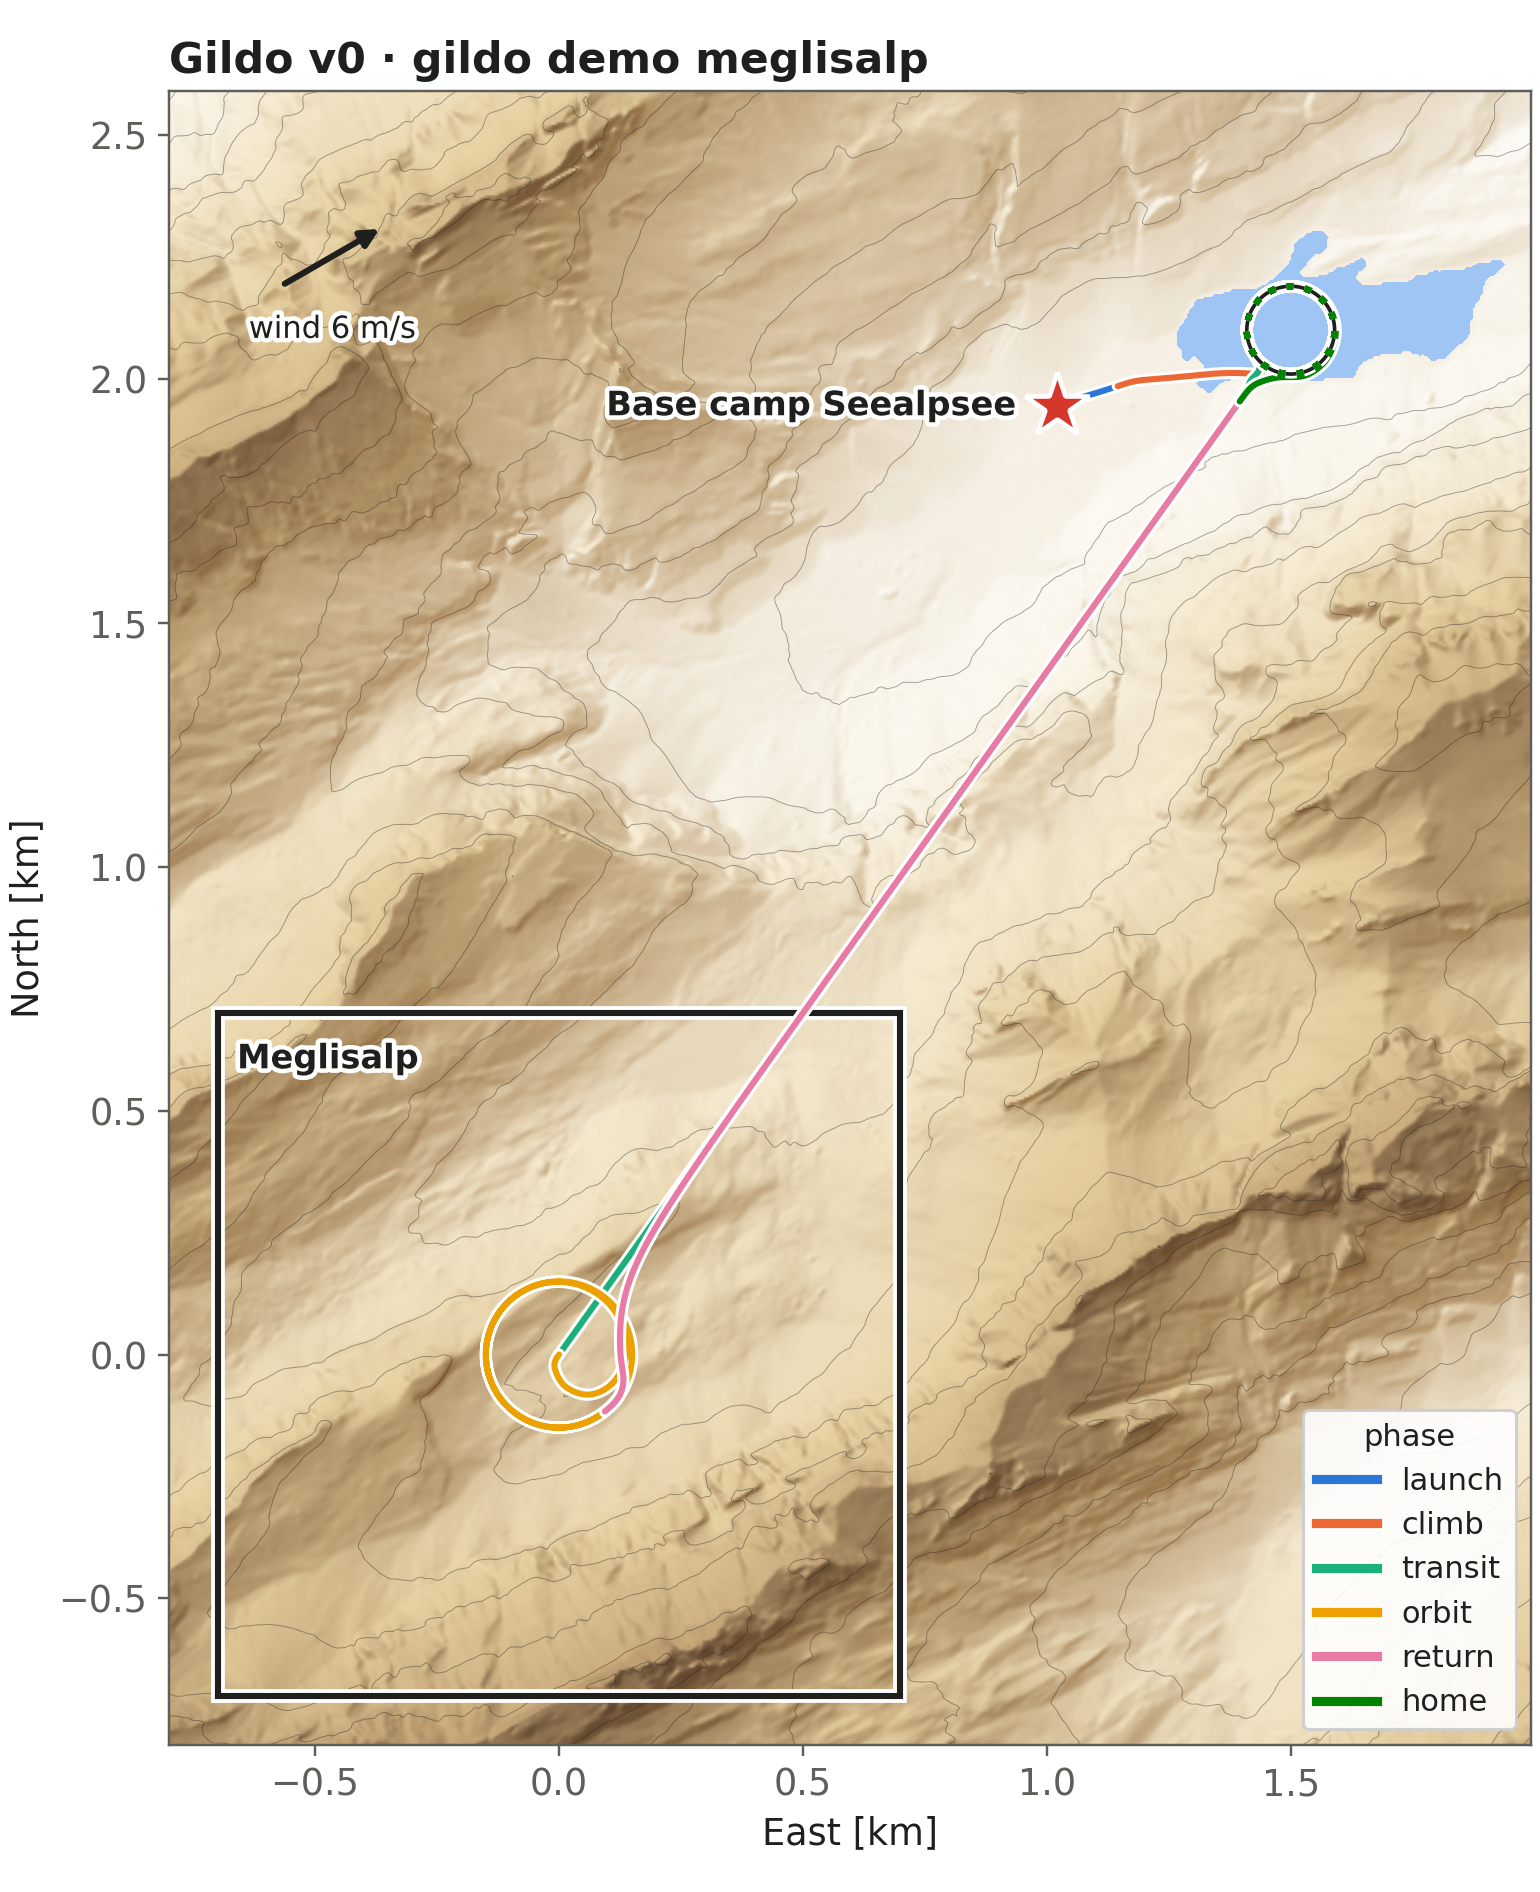 Gildo v0 · gildo demo meglisalp
2.5
2.0
1.5
1.0
0.5
0.0
−0.5
North [km]
wind 6 m/s
Base camp Seealpsee
Meglisalp
phase
launch
climb
transit
orbit
return
home
−0.5
0.0
0.5
1.0
1.5
East [km]